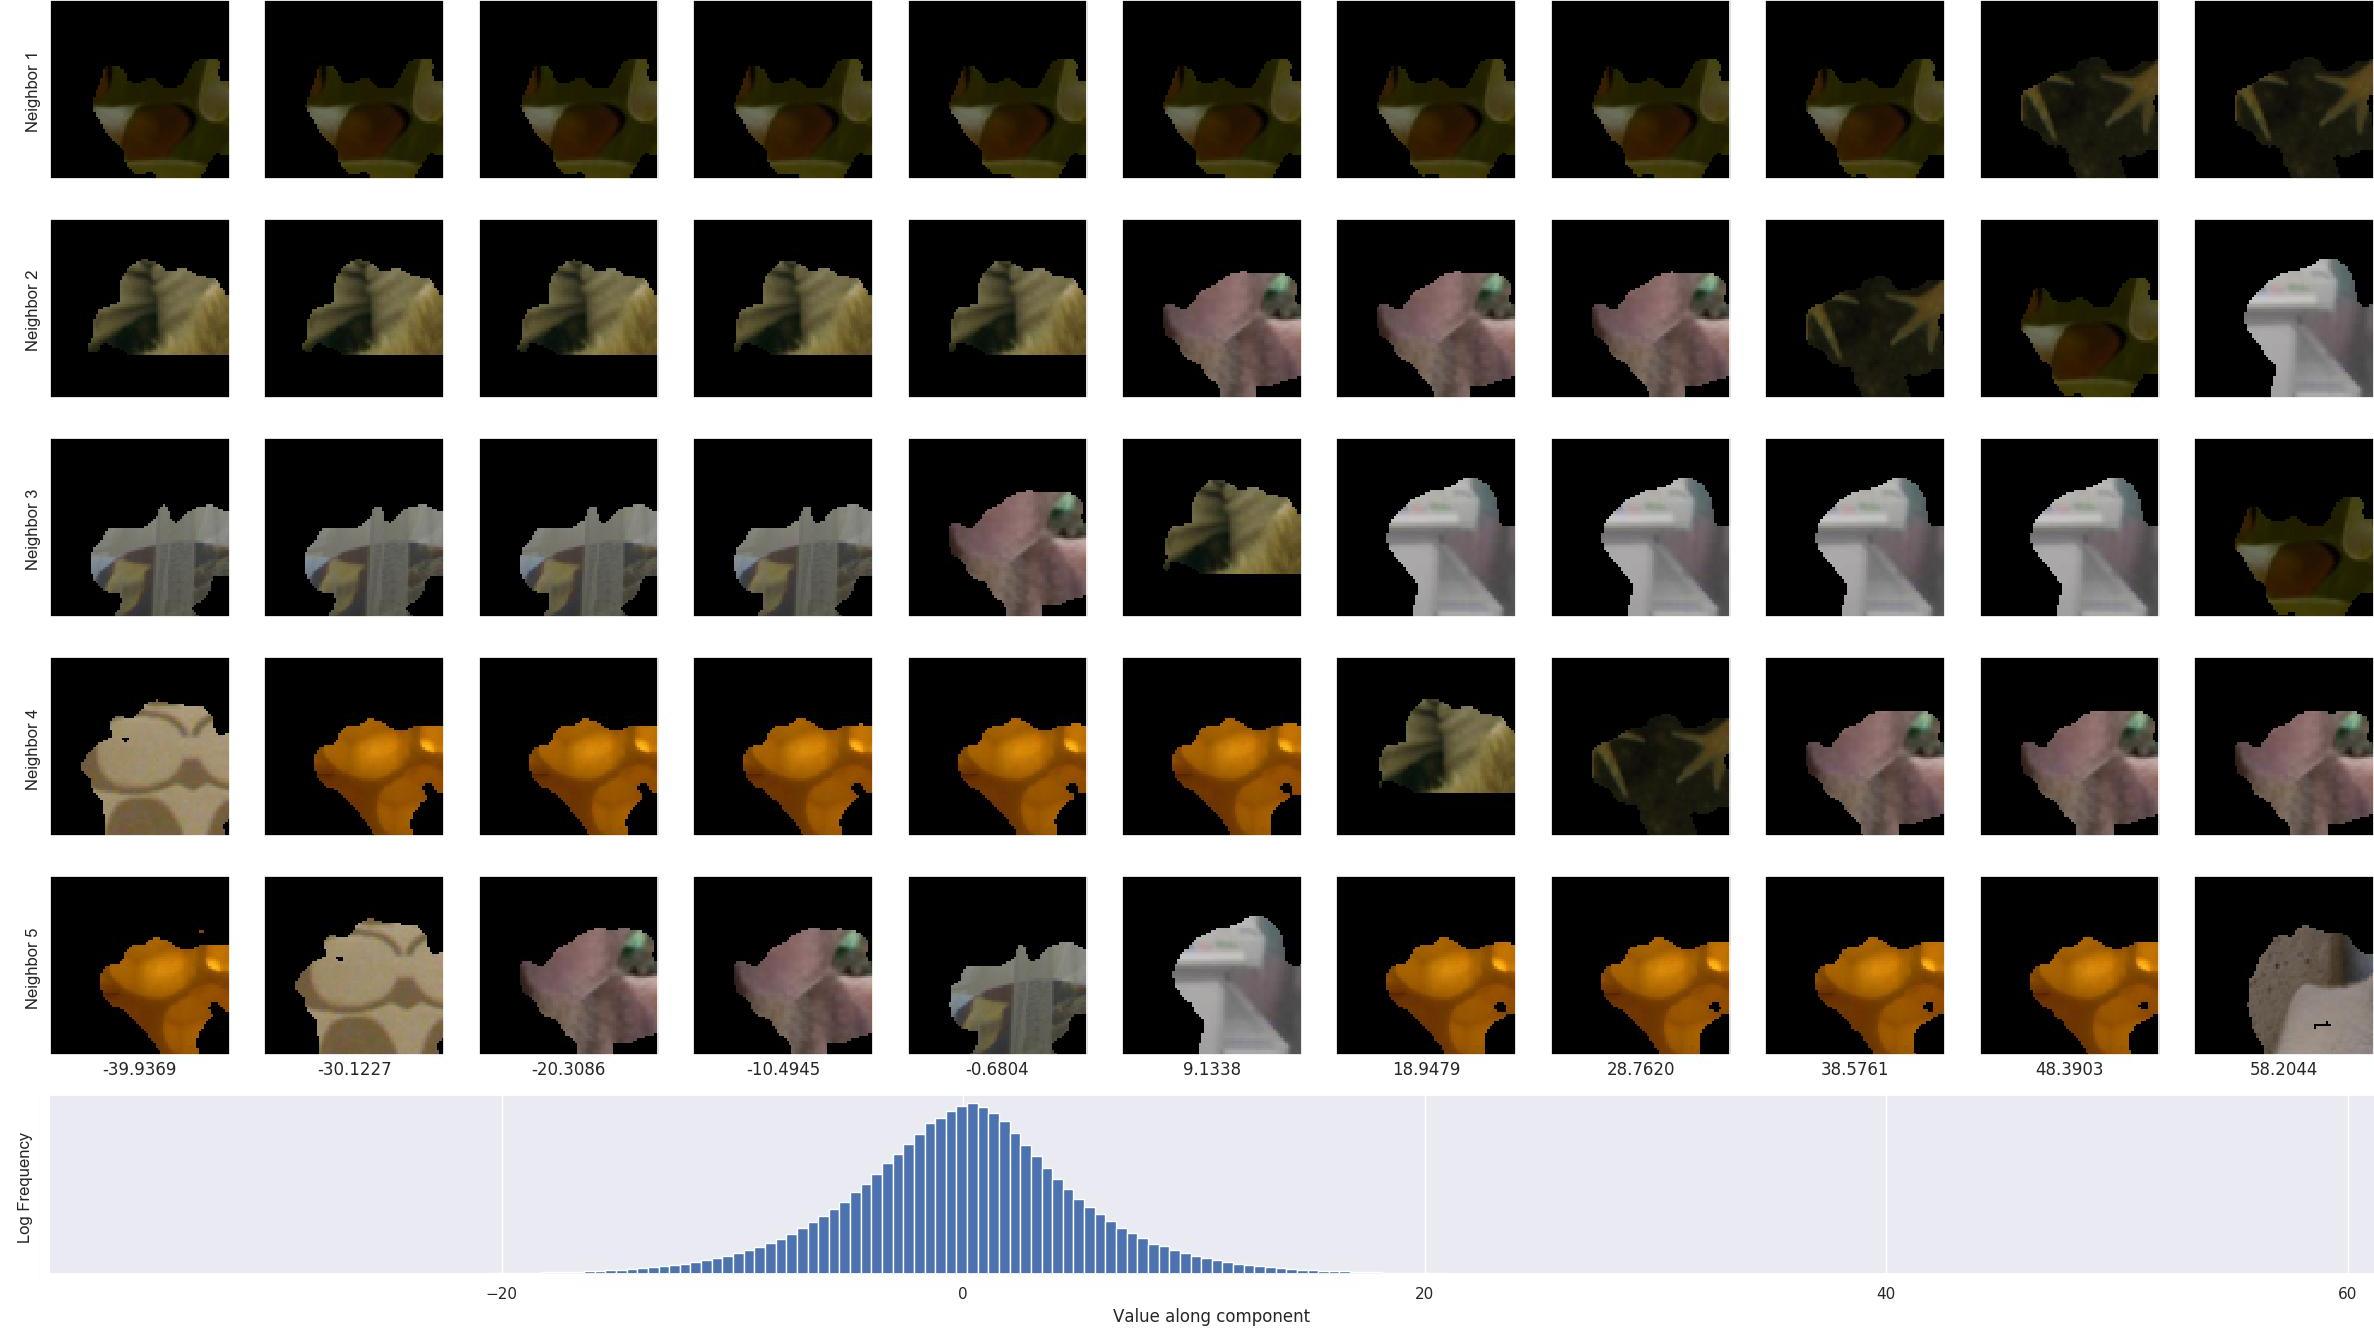 Neighbor 1
Neighbor 2
Neighbor 3
Neighbor 4
Neighbor 5
-39.9369 -30.1227 -20.3086 -10.4945 -0.6804 9.1338 18.9479 28.7620 38.5761 48.3903 58.2044
Log Frequency
−20 0 20 40 60
Value along component